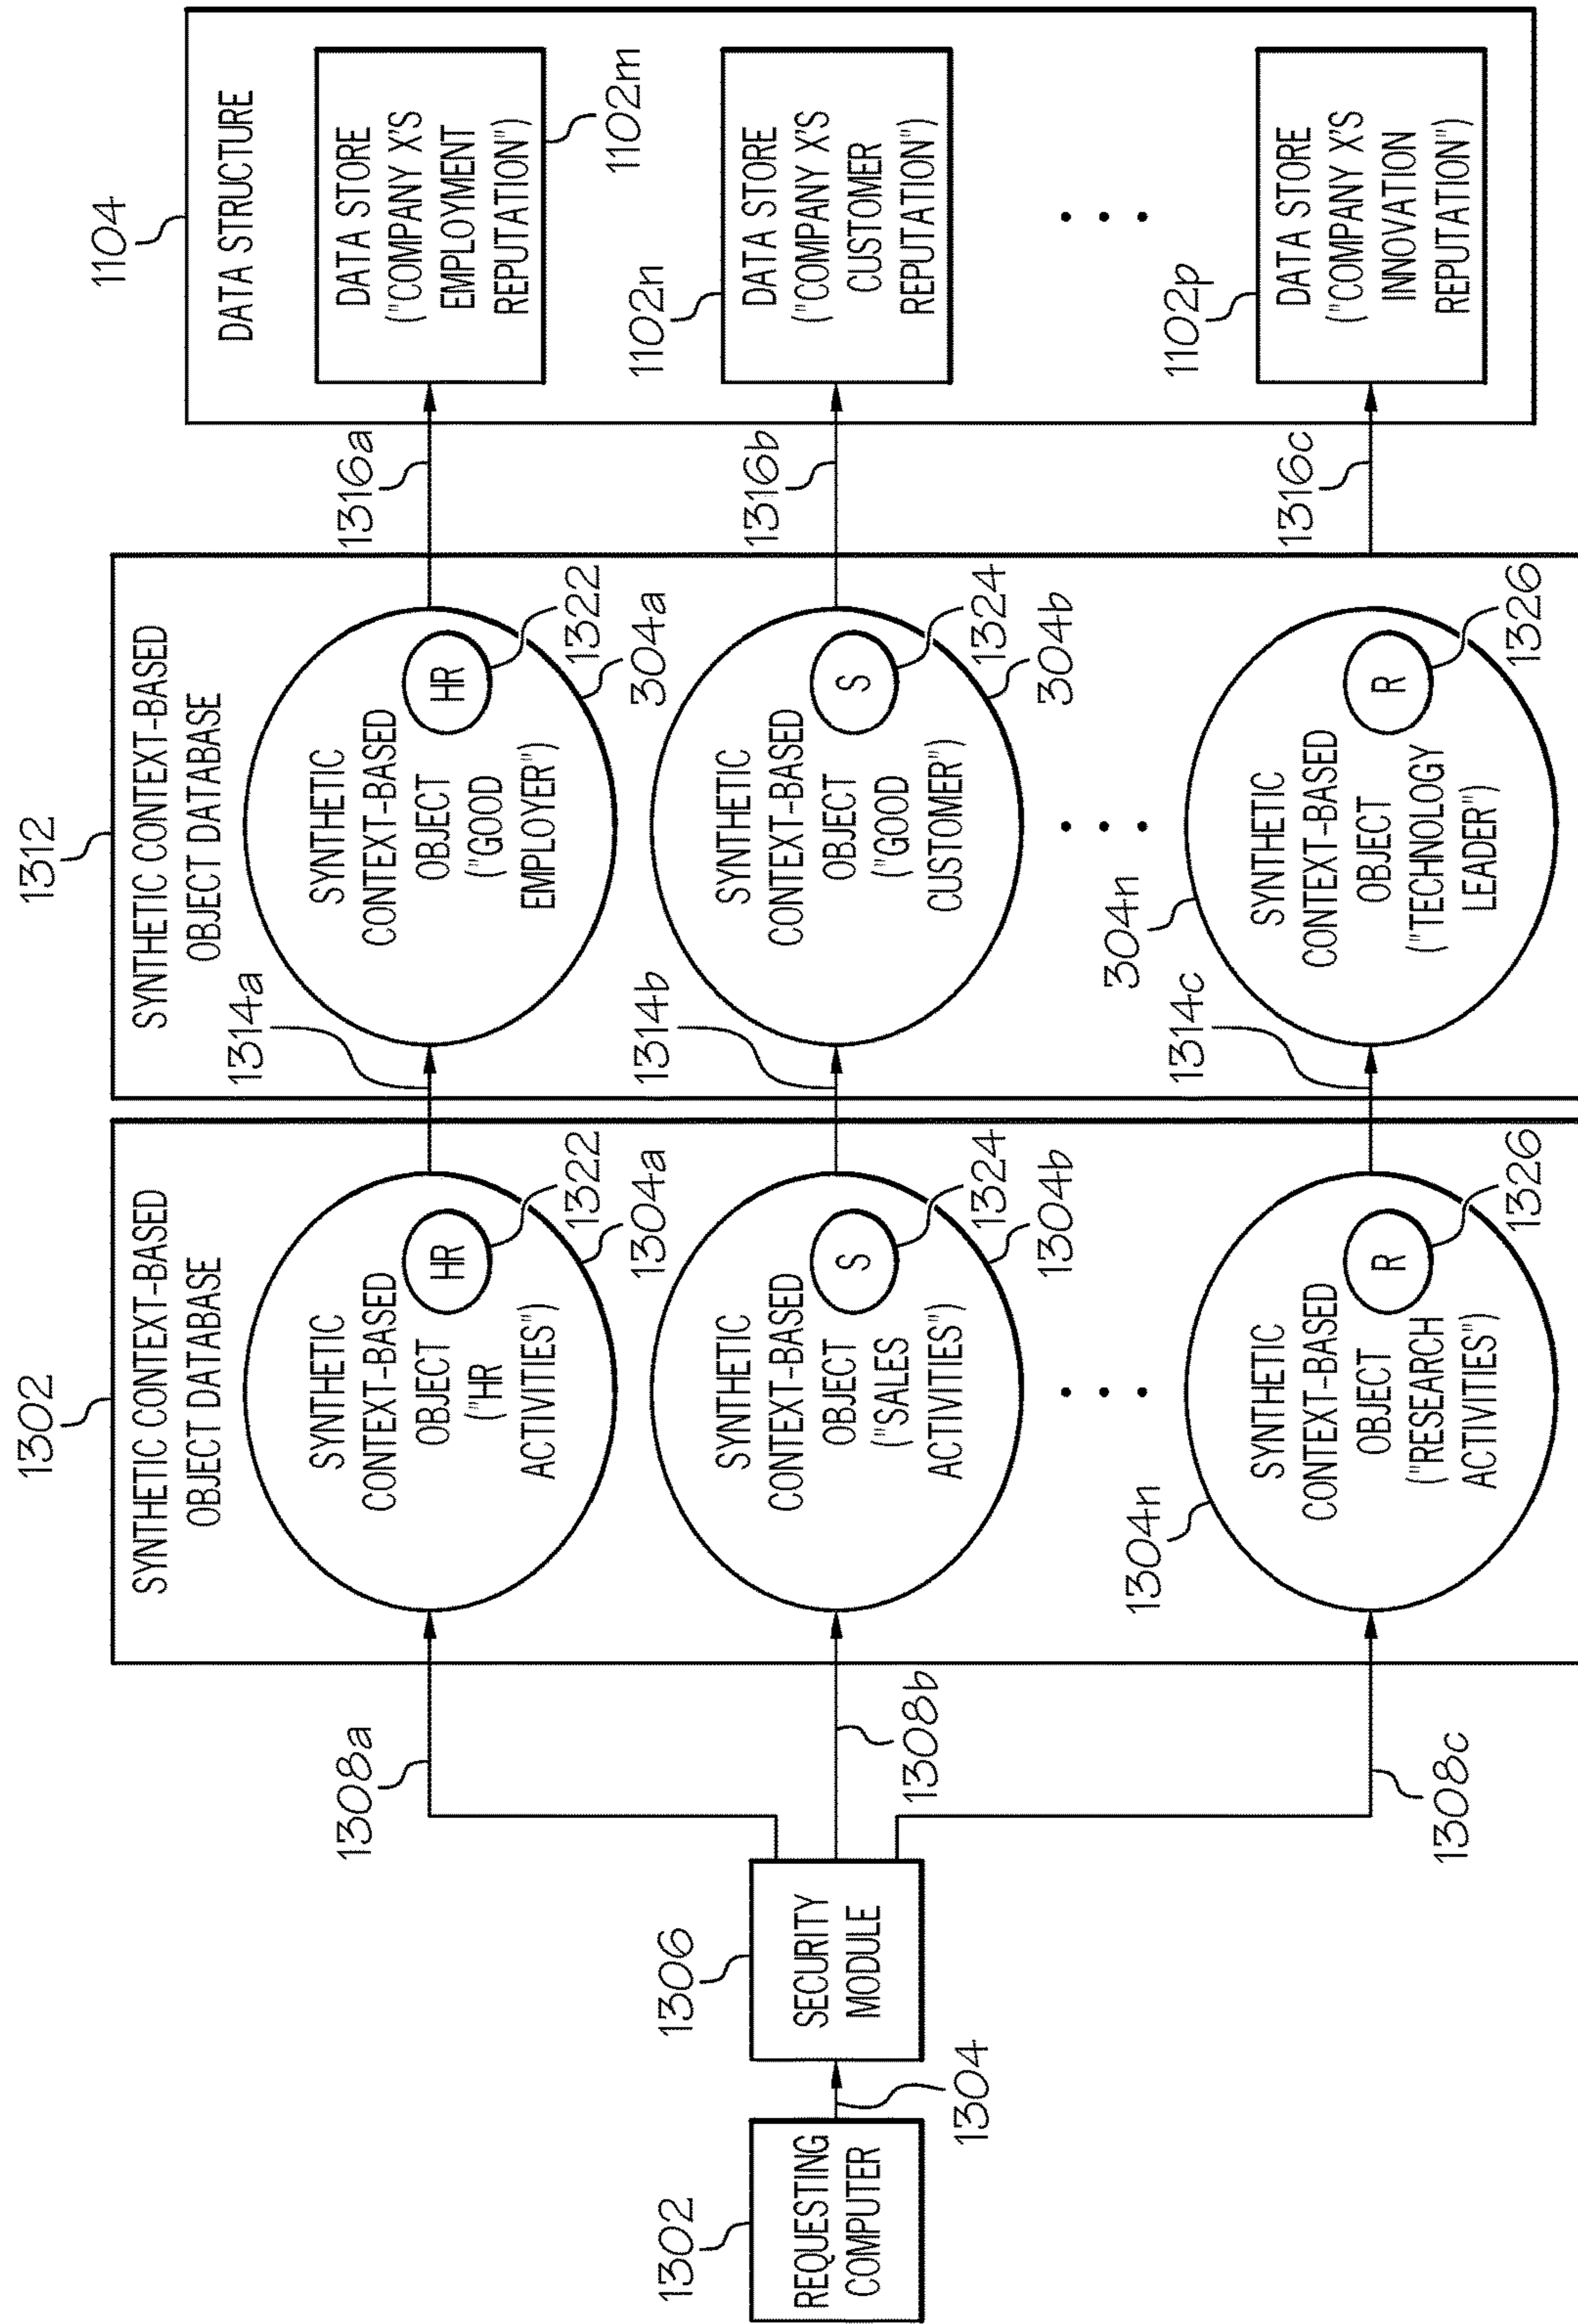 1302
REQUESTING
COMPUTER
1304
1306
SECURITY
MODULE
1308a
1308b
1308c
1302
SYNTHETIC CONTEXT-BASED
OBJECT DATABASE
SYNTHETIC
CONTEXT-BASED
OBJECT
("HR
ACTIVITIES")
HR
1322
1304a
SYNTHETIC
CONTEXT-BASED
OBJECT
("SALES
ACTIVITIES")
S
1324
1304b
• • •
1304n
SYNTHETIC
CONTEXT-BASED
OBJECT
("RESEARCH
ACTIVITIES")
R
1326
1314a
1314b
1314c
1312
SYNTHETIC CONTEXT-BASED
OBJECT DATABASE
SYNTHETIC
CONTEXT-BASED
OBJECT
("GOOD
EMPLOYER")
HR
1322
304a
SYNTHETIC
CONTEXT-BASED
OBJECT
("GOOD
CUSTOMER")
S
1324
304b
• • •
304n
SYNTHETIC
CONTEXT-BASED
OBJECT
("TECHNOLOGY
LEADER")
R
1326
1316a
1316b
1316c
1104
DATA STRUCTURE
DATA STORE
("COMPANY X'S
EMPLOYMENT
REPUTATION")
1102m
1102n
DATA STORE
("COMPANY X'S
CUSTOMER
REPUTATION")
• • •
1102p
DATA STORE
("COMPANY X'S
INNOVATION
REPUTATION")